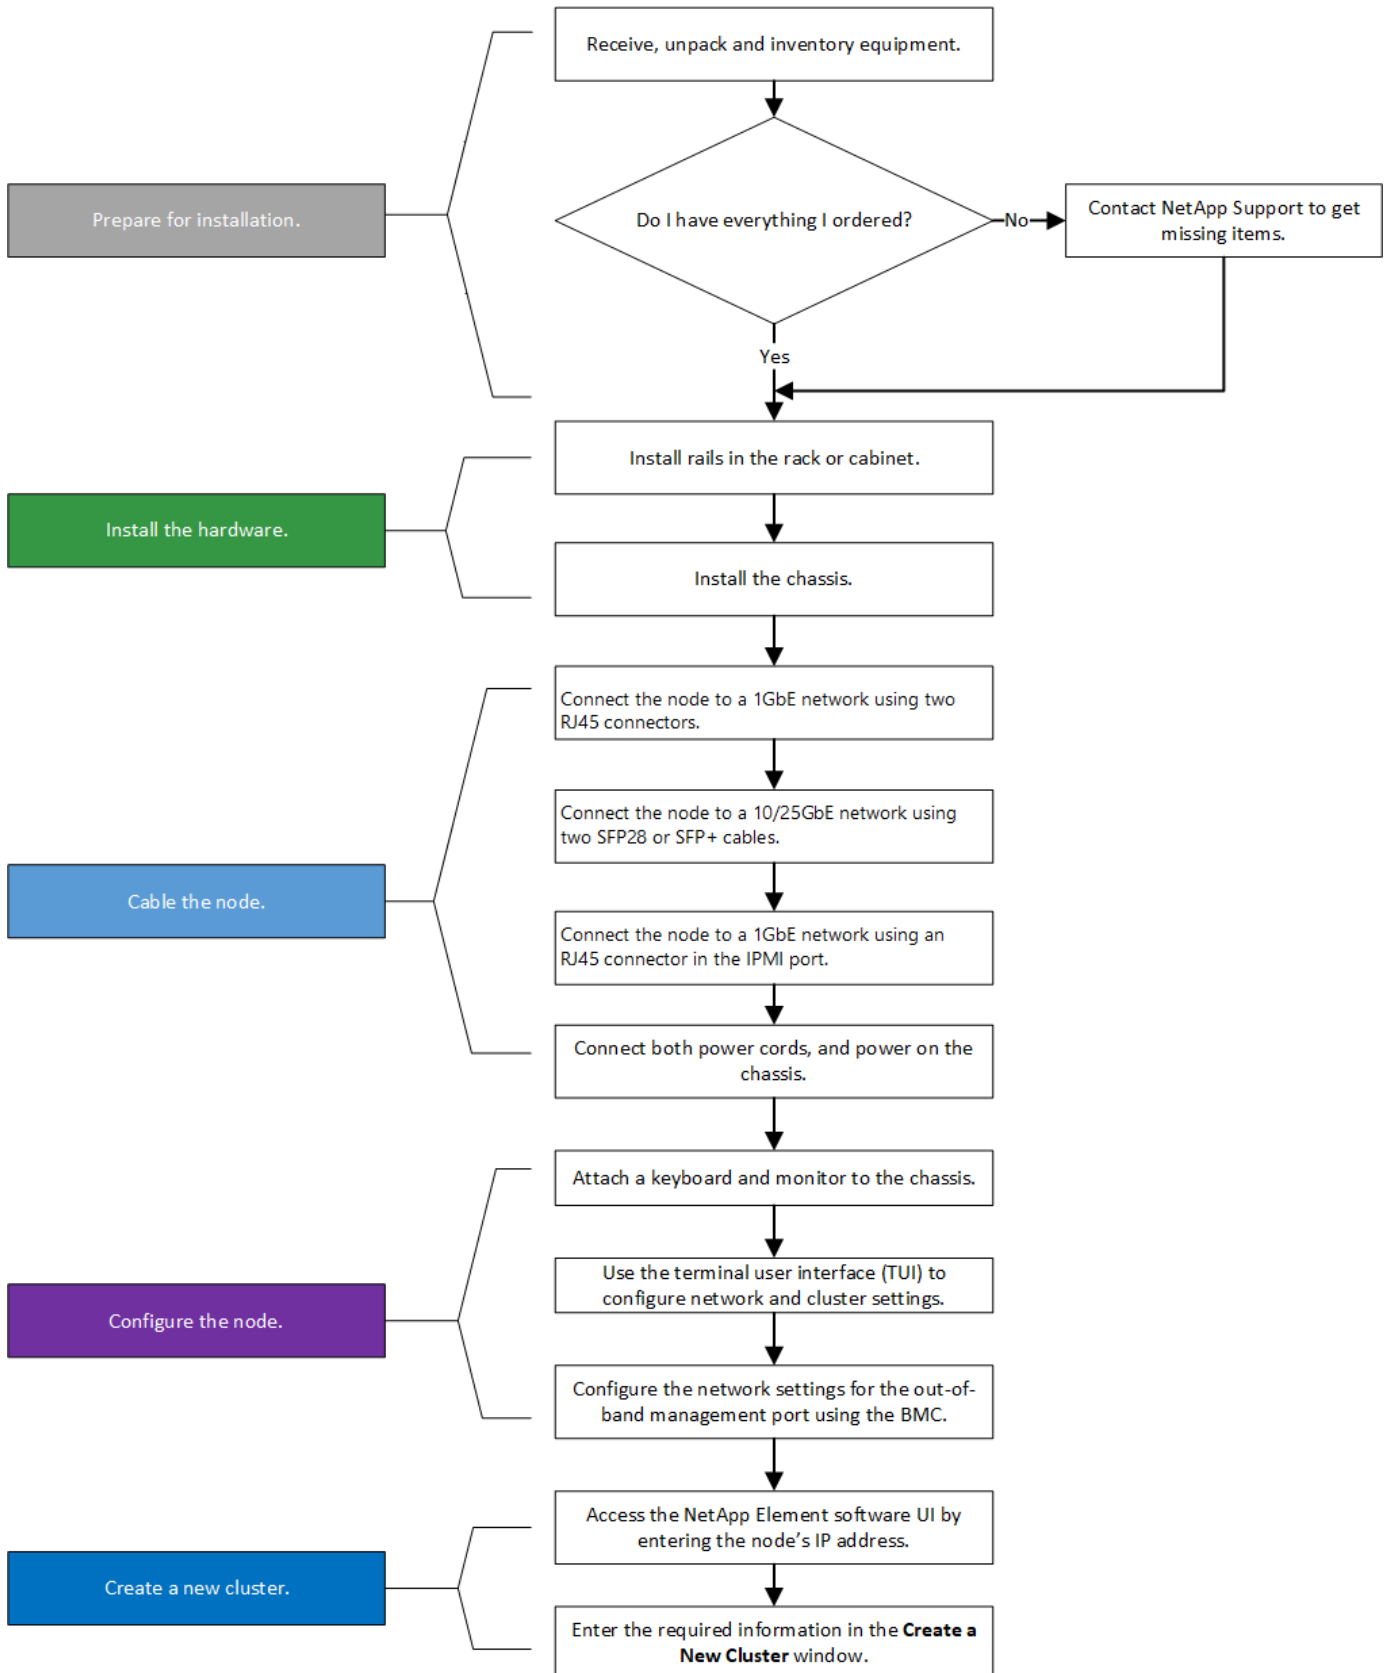 Receive, unpack and inventory equipment.
Prepare for installation.
Do I have everything I ordered?
No
Contact NetApp Support to get
missing items.
Yes
Install the hardware.
Install rails in the rack or cabinet.
Install the chassis.
Cable the node.
Connect the node to a 1GbE network using two
RJ45 connectors.
Connect the node to a 10/25GbE network using
two SFP28 or SFP+ cables.
Connect the node to a 1GbE network using an
RJ45 connector in the IPMI port.
Connect both power cords, and power on the
chassis.
Configure the node.
Attach a keyboard and monitor to the chassis.
Use the terminal user interface (TUI) to
configure network and cluster settings.
Configure the network settings for the out-of-
band management port using the BMC.
Create a new cluster.
Access the NetApp Element software UI by
entering the node’s IP address.
Enter the required information in the Create a
New Cluster window.